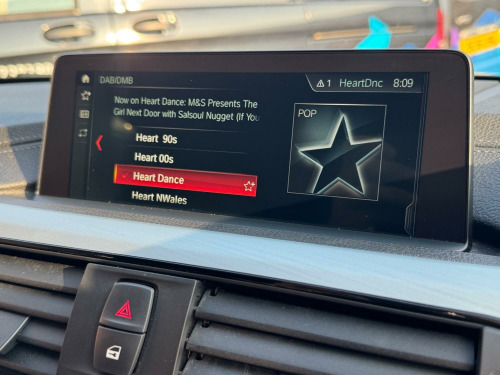 DAB/DMB
1 HeartDnc 8:09
Now on Heart Dance: M&S Presents The
Girl Next Door with Salsoul Nugget (If You
POP
Heart 90s
Heart 00s
Heart Dance
Heart NWales